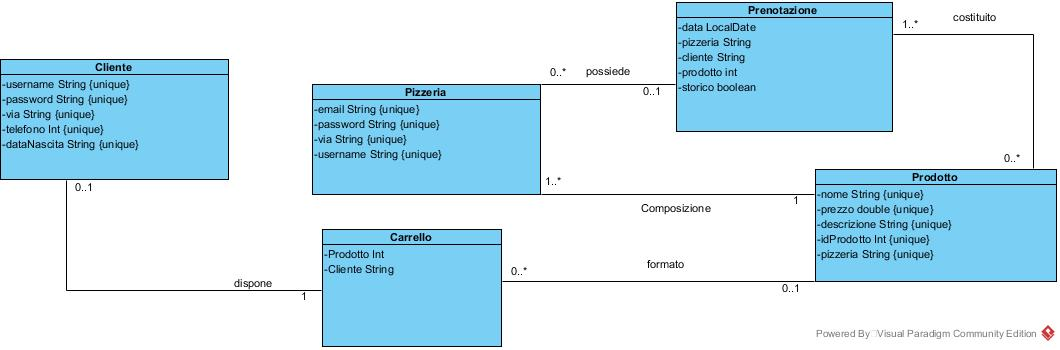 Prenotazione
-data LocalDate
-pizzeria String
-cliente String
-prodotto int
-storico boolean
1..*
costituito
Cliente
-username String {unique}
-password String {unique}
-via String {unique}
-telefono Int {unique}
-dataNascita String {unique}
0..1
0..*
possiede
0..1
Pizzeria
-email String {unique}
-password String {unique}
-via String {unique}
-username String {unique}
1..*
Composizione
1
0..*
Prodotto
-nome String {unique}
-prezzo double {unique}
-descrizione String {unique}
-idProdotto Int {unique}
-pizzeria String {unique}
Carrello
-Prodotto Int
-Cliente String
0..*
formato
0..1
dispone
1
Powered By Visual Paradigm Community Edition